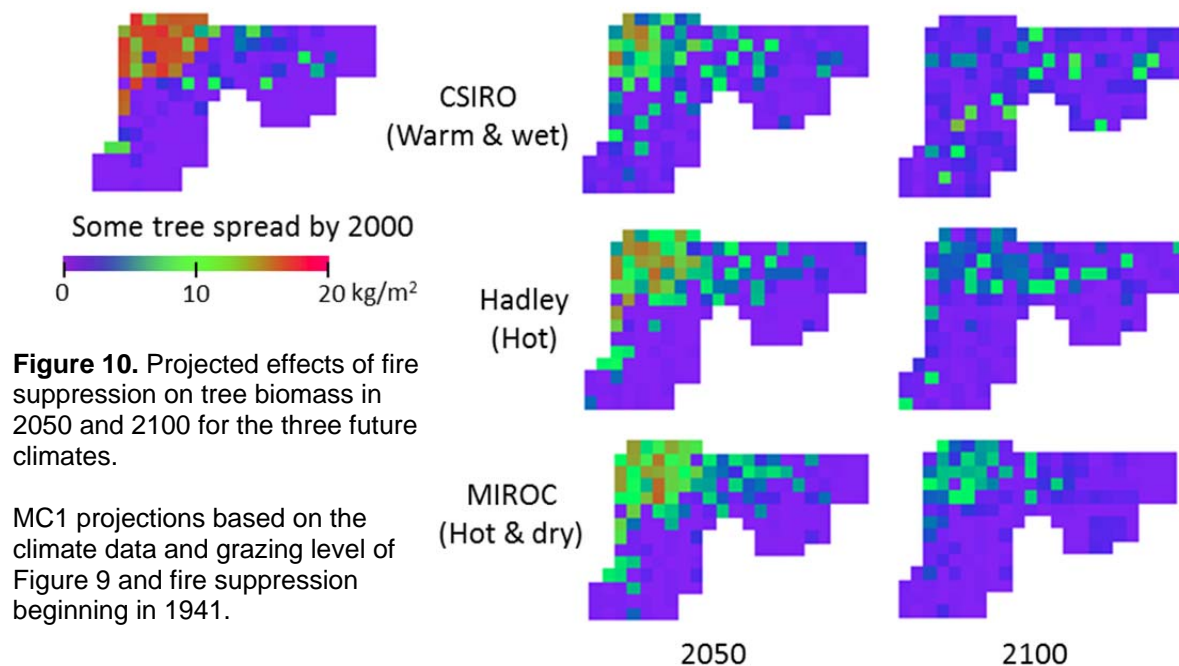 CSIRO
(Warm & wet)
Some tree spread by 2000
0 10 20 kg/m²
Hadley
(Hot)
Figure 10. Projected effects of fire
suppression on tree biomass in
2050 and 2100 for the three future
climates.
MC1 projections based on the
climate data and grazing level of
Figure 9 and fire suppression
beginning in 1941.
MIROC
(Hot & dry)
2050 2100